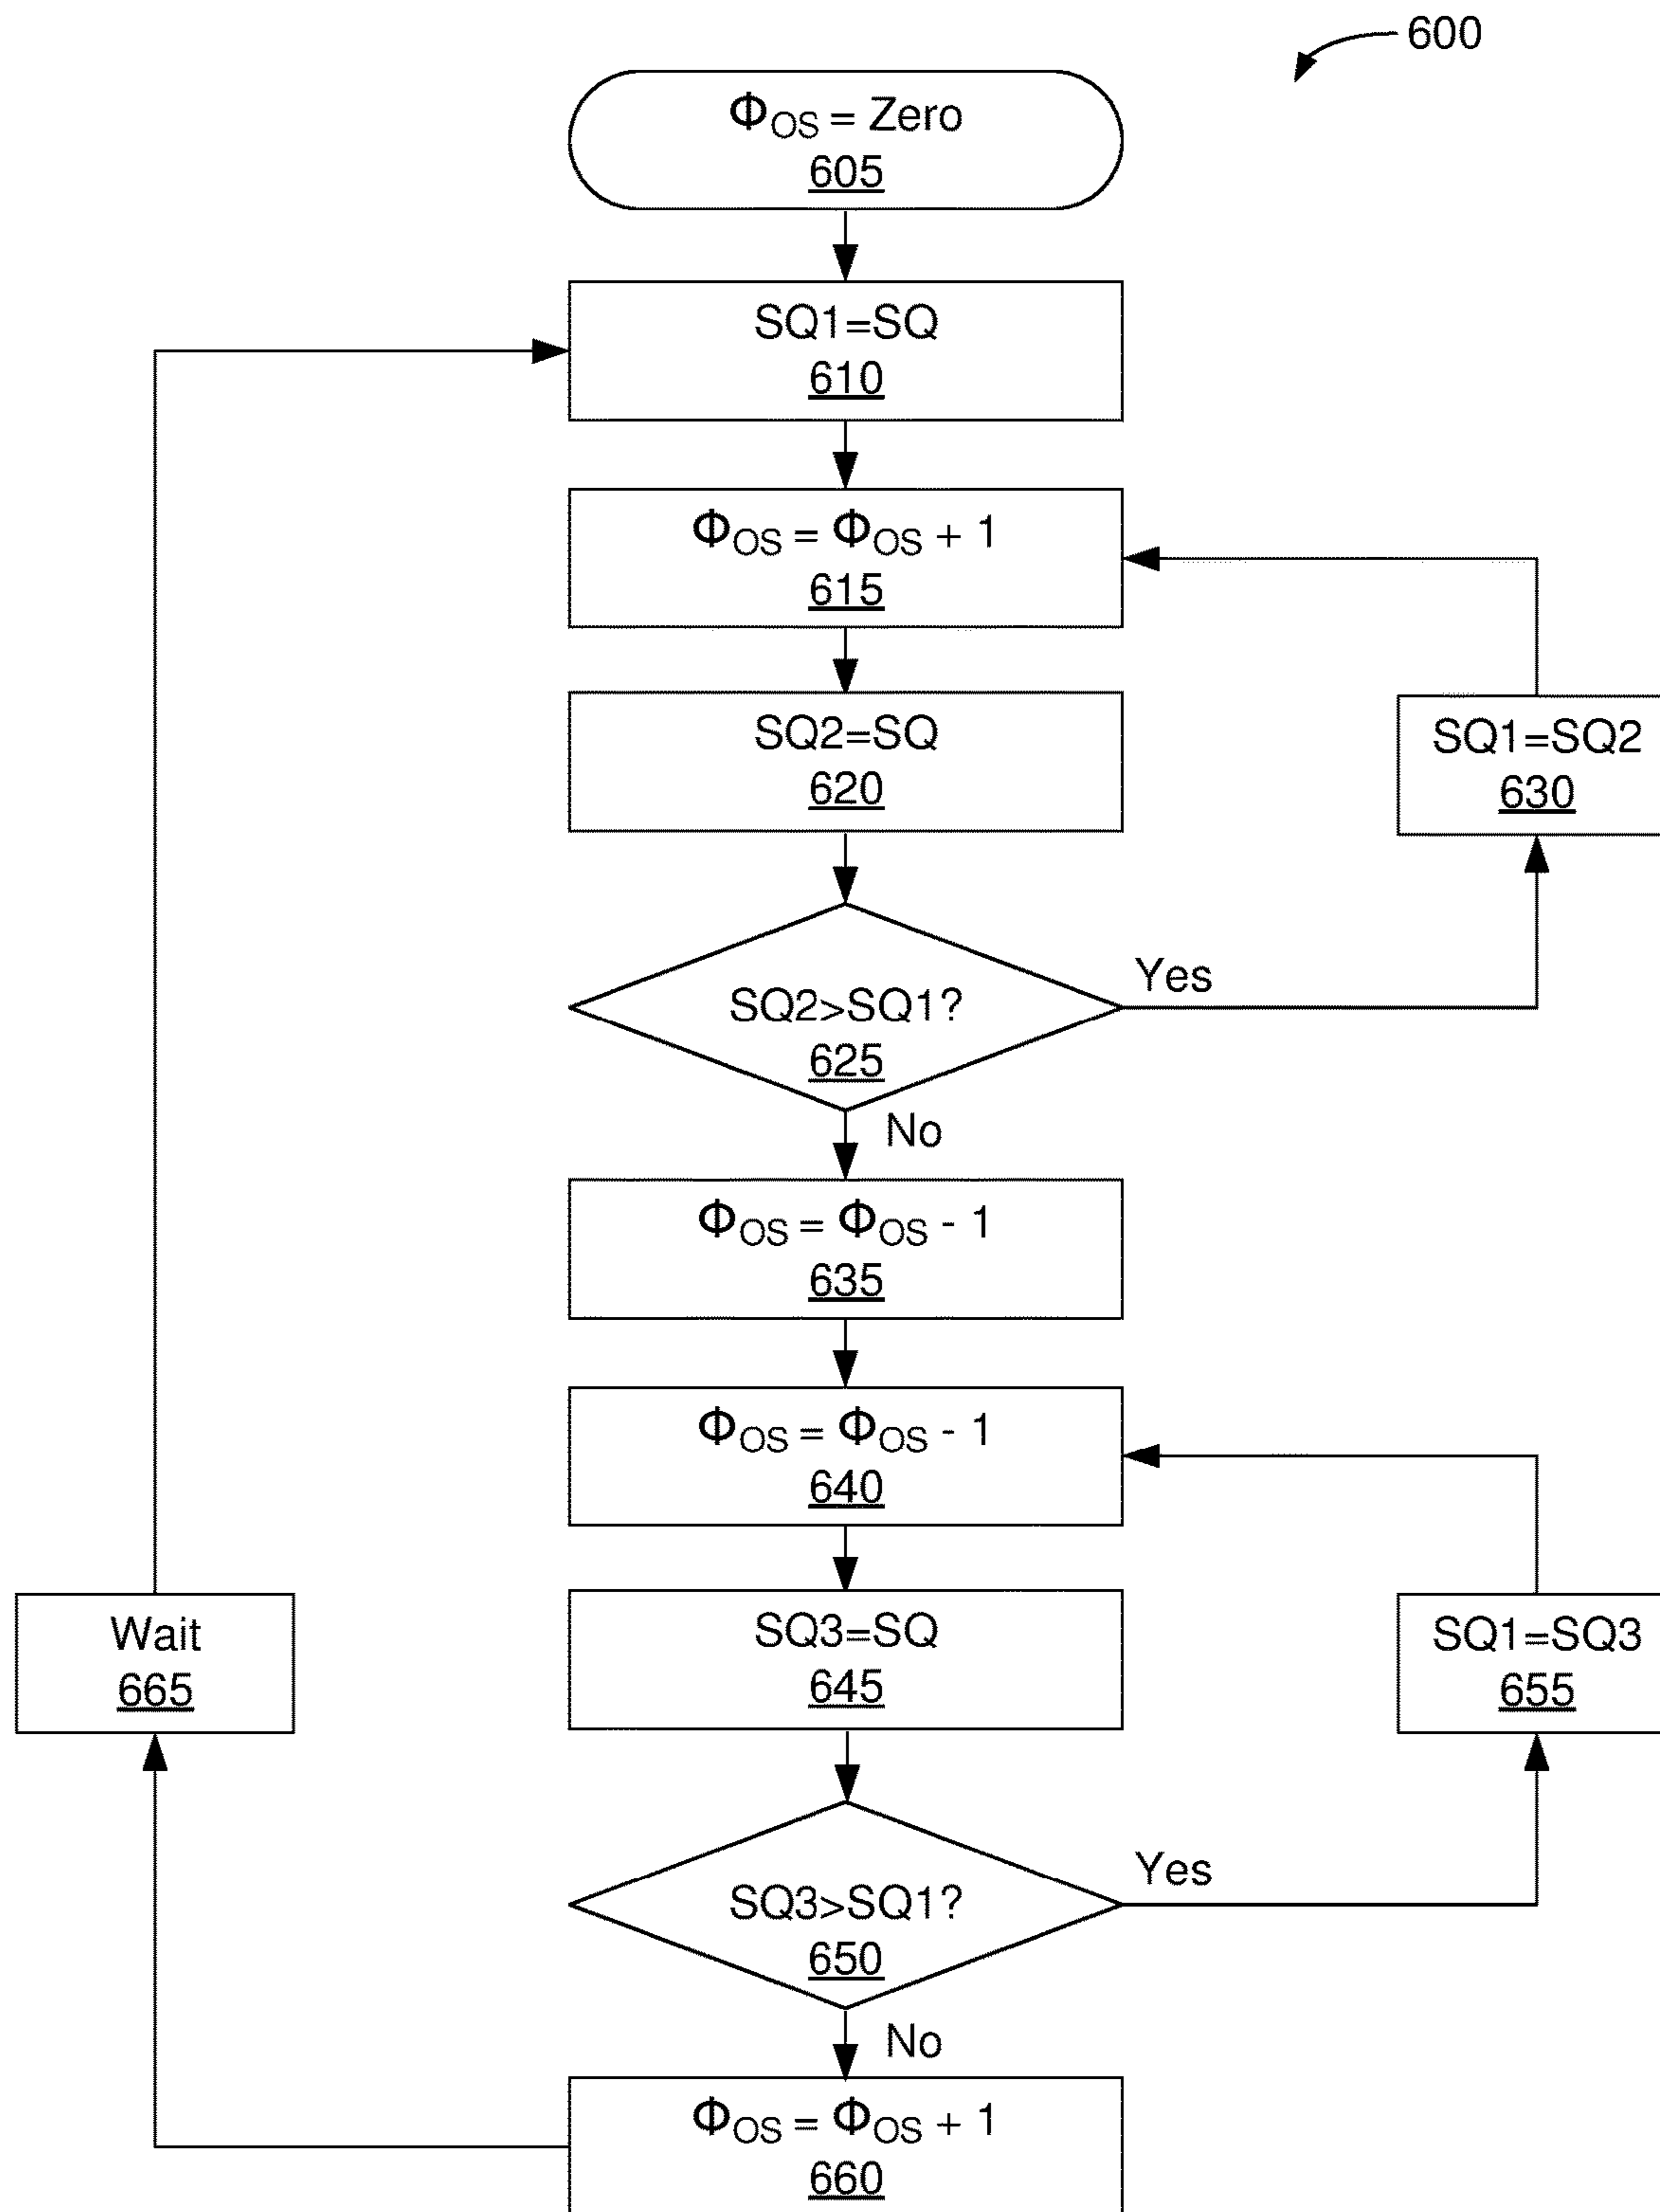 600
ΦOS = Zero
605
SQ1=SQ
610
ΦOS = ΦOS + 1
615
SQ2=SQ
620
SQ1=SQ2
630
SQ2>SQ1?
625
Yes
No
ΦOS = ΦOS - 1
635
ΦOS = ΦOS - 1
640
SQ3=SQ
645
Wait
665
SQ1=SQ3
655
SQ3>SQ1?
650
Yes
No
ΦOS = ΦOS + 1
660